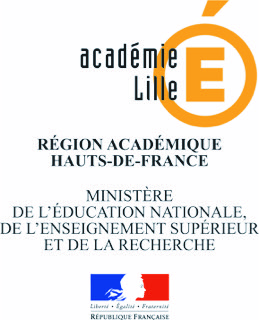 académie
Lille
É
RÉGION ACADÉMIQUE
HAUTS-DE-FRANCE
MINISTÈRE
DE L'ÉDUCATION NATIONALE,
DE L'ENSEIGNEMENT SUPÉRIEUR
ET DE LA RECHERCHE
Liberté • Égalité • Fraternité
RÉPUBLIQUE FRANÇAISE